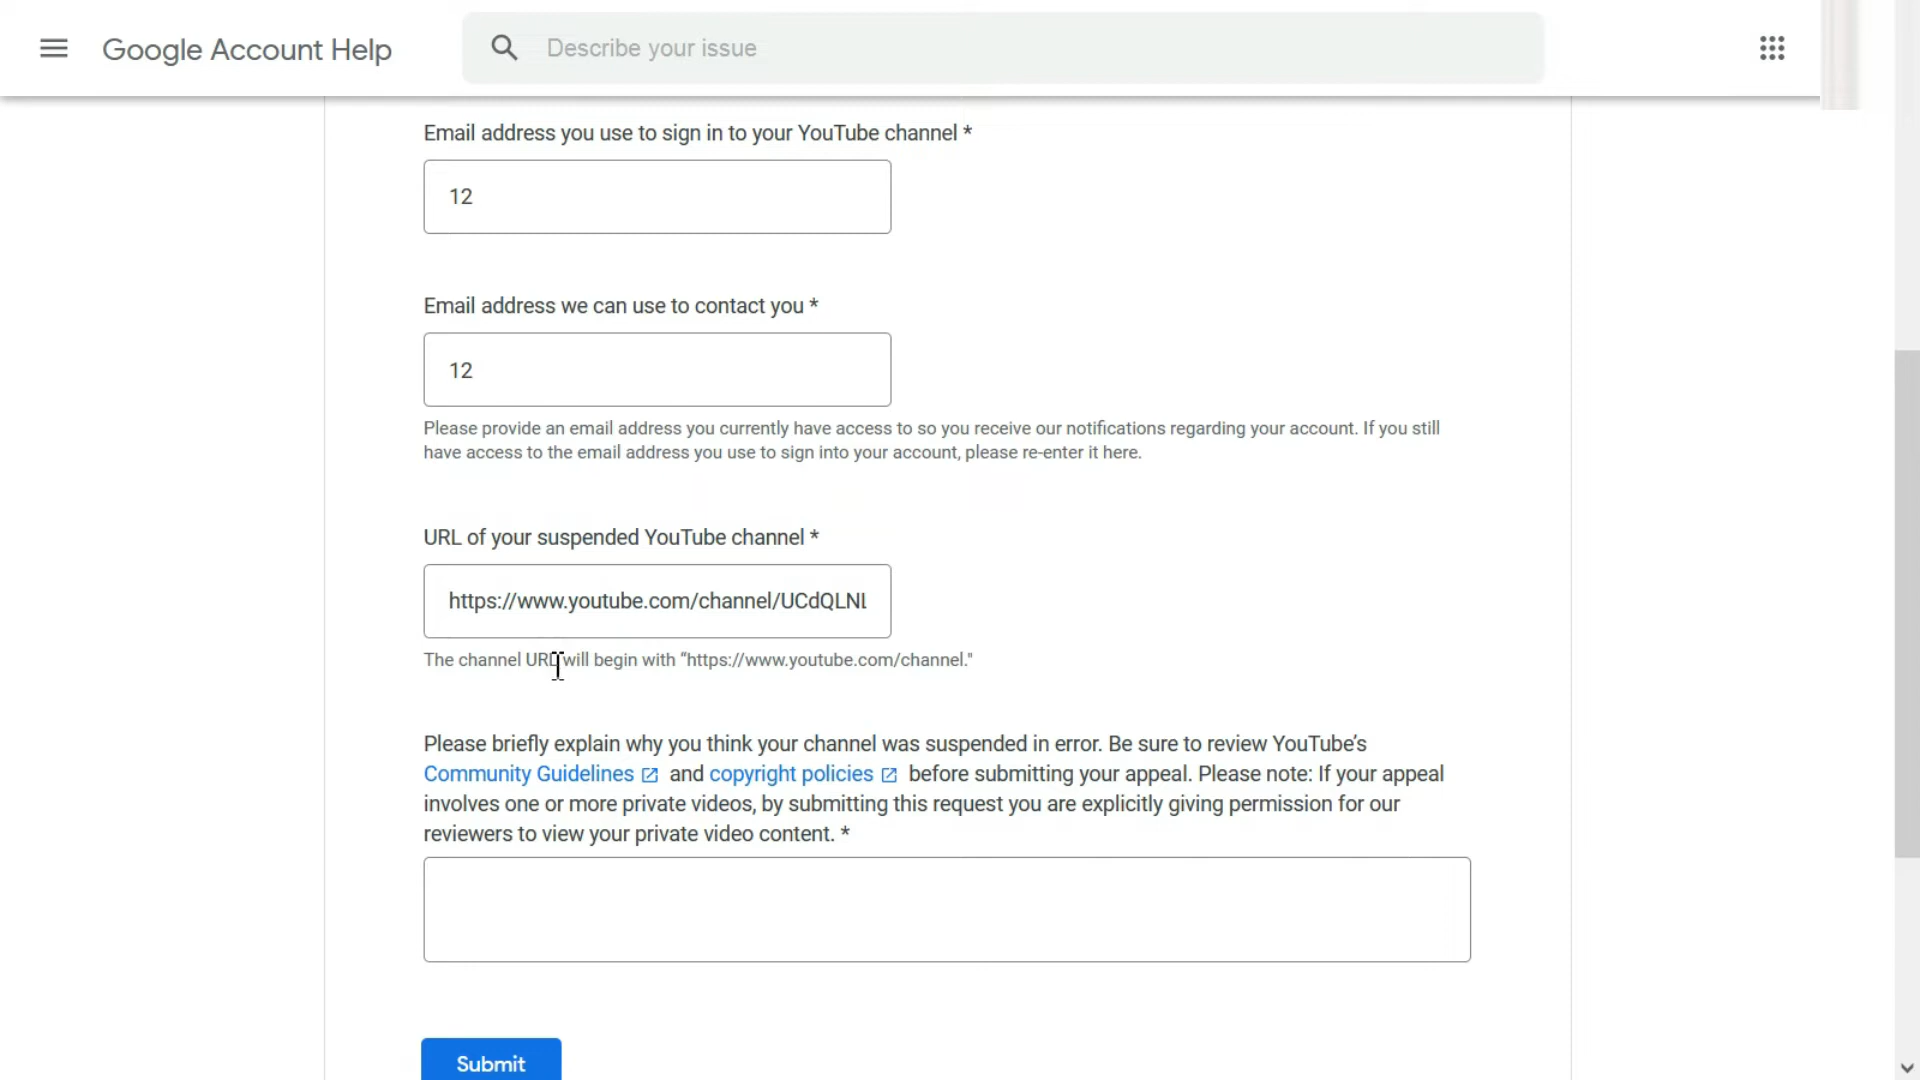 Google Account Help
Describe your issue
Email address you use to sign in to your YouTube channel *
12
Email address we can use to contact you *
12
Please provide an email address you currently have access to so you receive our notifications regarding your account. If you still
have access to the email address you use to sign into your account, please re-enter it here.
URL of your suspended YouTube channel *
https://www.youtube.com/channel/UCdQLNL
The channel URL will begin with “https://www.youtube.com/channel."
Please briefly explain why you think your channel was suspended in error. Be sure to review YouTube’s
Community Guidelines and copyright policies before submitting your appeal. Please note: If your appeal
involves one or more private videos, by submitting this request you are explicitly giving permission for our
reviewers to view your private video content. *
Submit